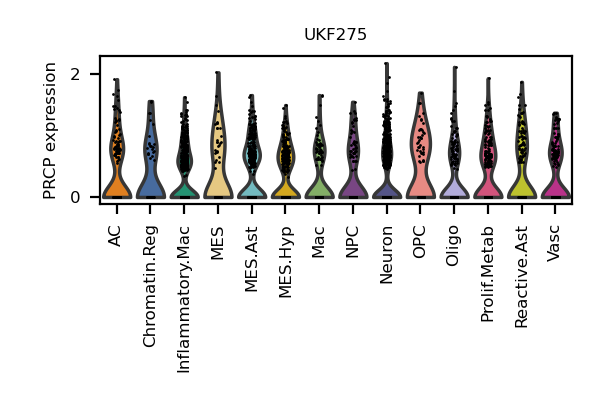 UKF275
PRCP expression
2
0
AC
Chromatin.Reg
Inflammatory.Mac
MES
MES.Ast
MES.Hyp
Mac
NPC
Neuron
OPC
Oligo
Prolif.Metab
Reactive.Ast
Vasc